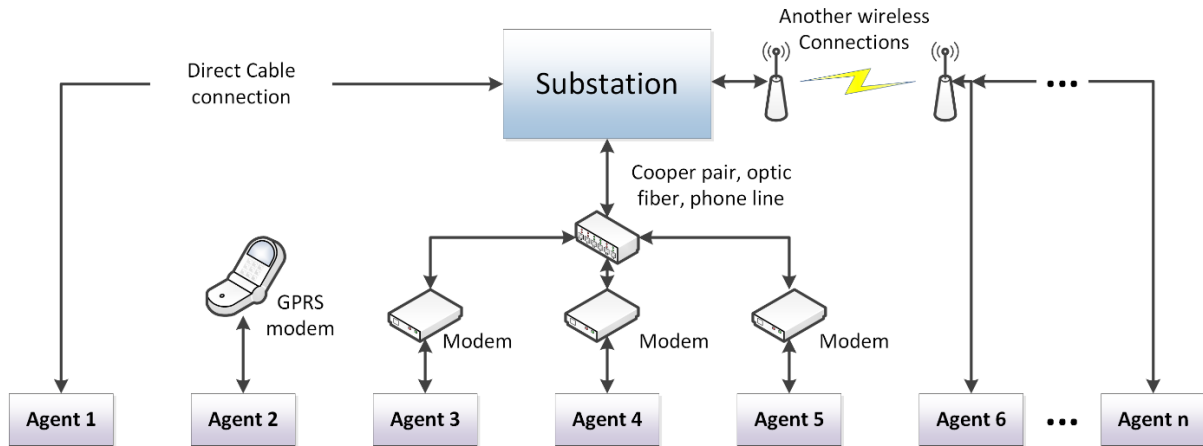 Another wireless
Connections
Direct Cable
connection
Substation
...
Cooper pair, optic
fiber, phone line
GPRS
modem
Modem
Modem
Modem
Agent 1
Agent 2
Agent 3
Agent 4
Agent 5
Agent 6
...
Agent n